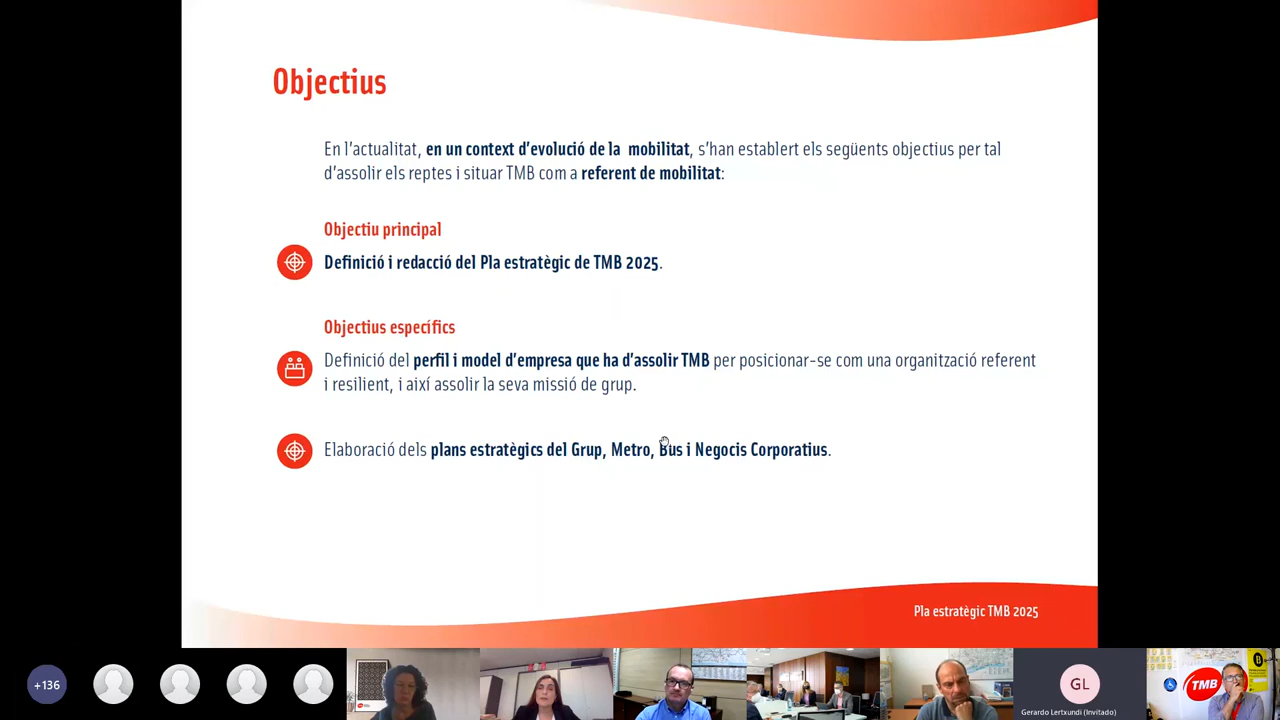 Objectius
En l'actualitat, en un context d'evolució de la mobilitat, s'han establert els següents objectius per tal
d'assolir els reptes i situar TMB com a referent de mobilitat:
Objectiu principal
Definició i redacció del Pla estratègic de TMB 2025.
Objectius específics
Definició del perfil i model d'empresa que ha d'assolir TMB per posicionar-se com una organització referent
i resilient, i així assolir la seva missió de grup.
Elaboració dels plans estratègics del Grup, Metro, Bus i Negocis Corporatius.
Pla estratègic TMB 2025
+136
GL
Gerardo Lertxundi (Invitado)
TMB
B